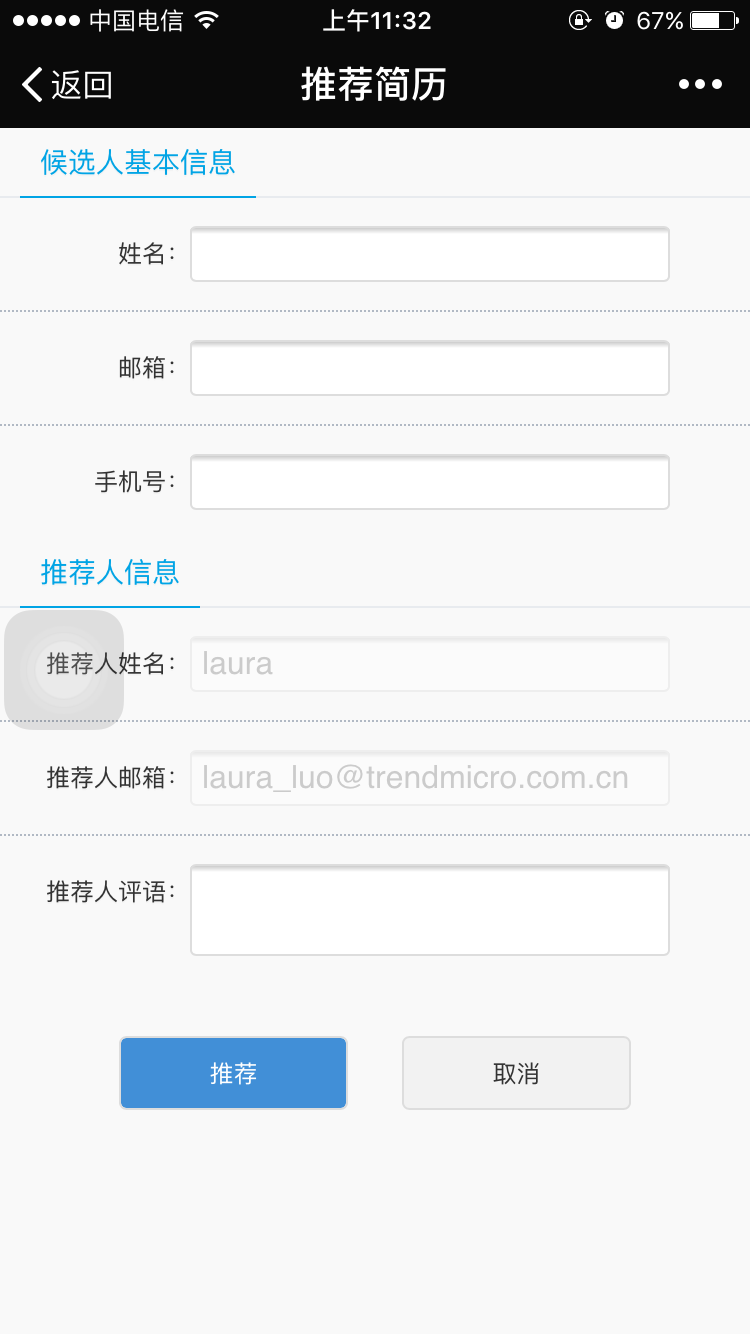 中国电信 上午11:32 67%
返回 推荐简历
候选人基本信息
姓名：
邮箱：
手机号：
推荐人信息
推荐人姓名： laura
推荐人邮箱： laura_luo@trendmicro.com.cn
推荐人评语：
推荐 取消